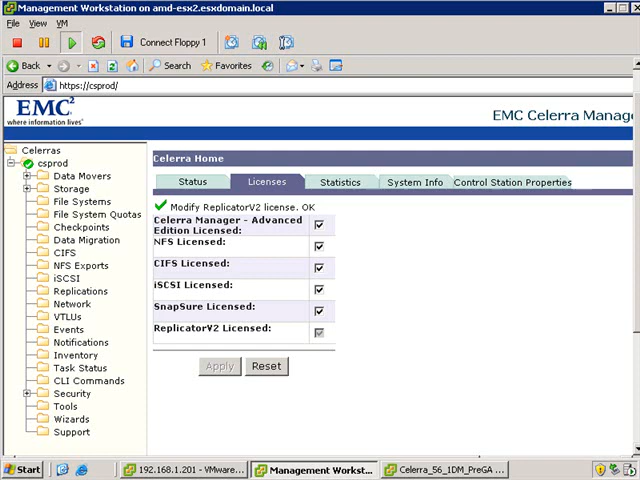 Management Workstation on amd-esx2.esxdomain.local
File View VM
Connect Floppy 1
Back Search Favorites
Address https://csprod/
EMC²
where information lives
EMC Celerra Manag
Celerras
csprod
Data Movers
Storage
File Systems
File System Quotas
Checkpoints
Data Migration
CIFS
NFS Exports
iSCSI
Replications
Network
VTLUs
Events
Notifications
Inventory
Task Status
CLI Commands
Security
Tools
Wizards
Support
Celerra Home
Status Licenses Statistics System Info Control Station Properties
Modify ReplicatorV2 license. OK
Celerra Manager - Advanced
Edition Licensed:
NFS Licensed:
CIFS Licensed:
iSCSI Licensed:
SnapSure Licensed:
ReplicatorV2 Licensed:
Apply Reset
Start 192.168.1.201 - VMware... Management Workst... Celerra_56_1DM_PreGA ...